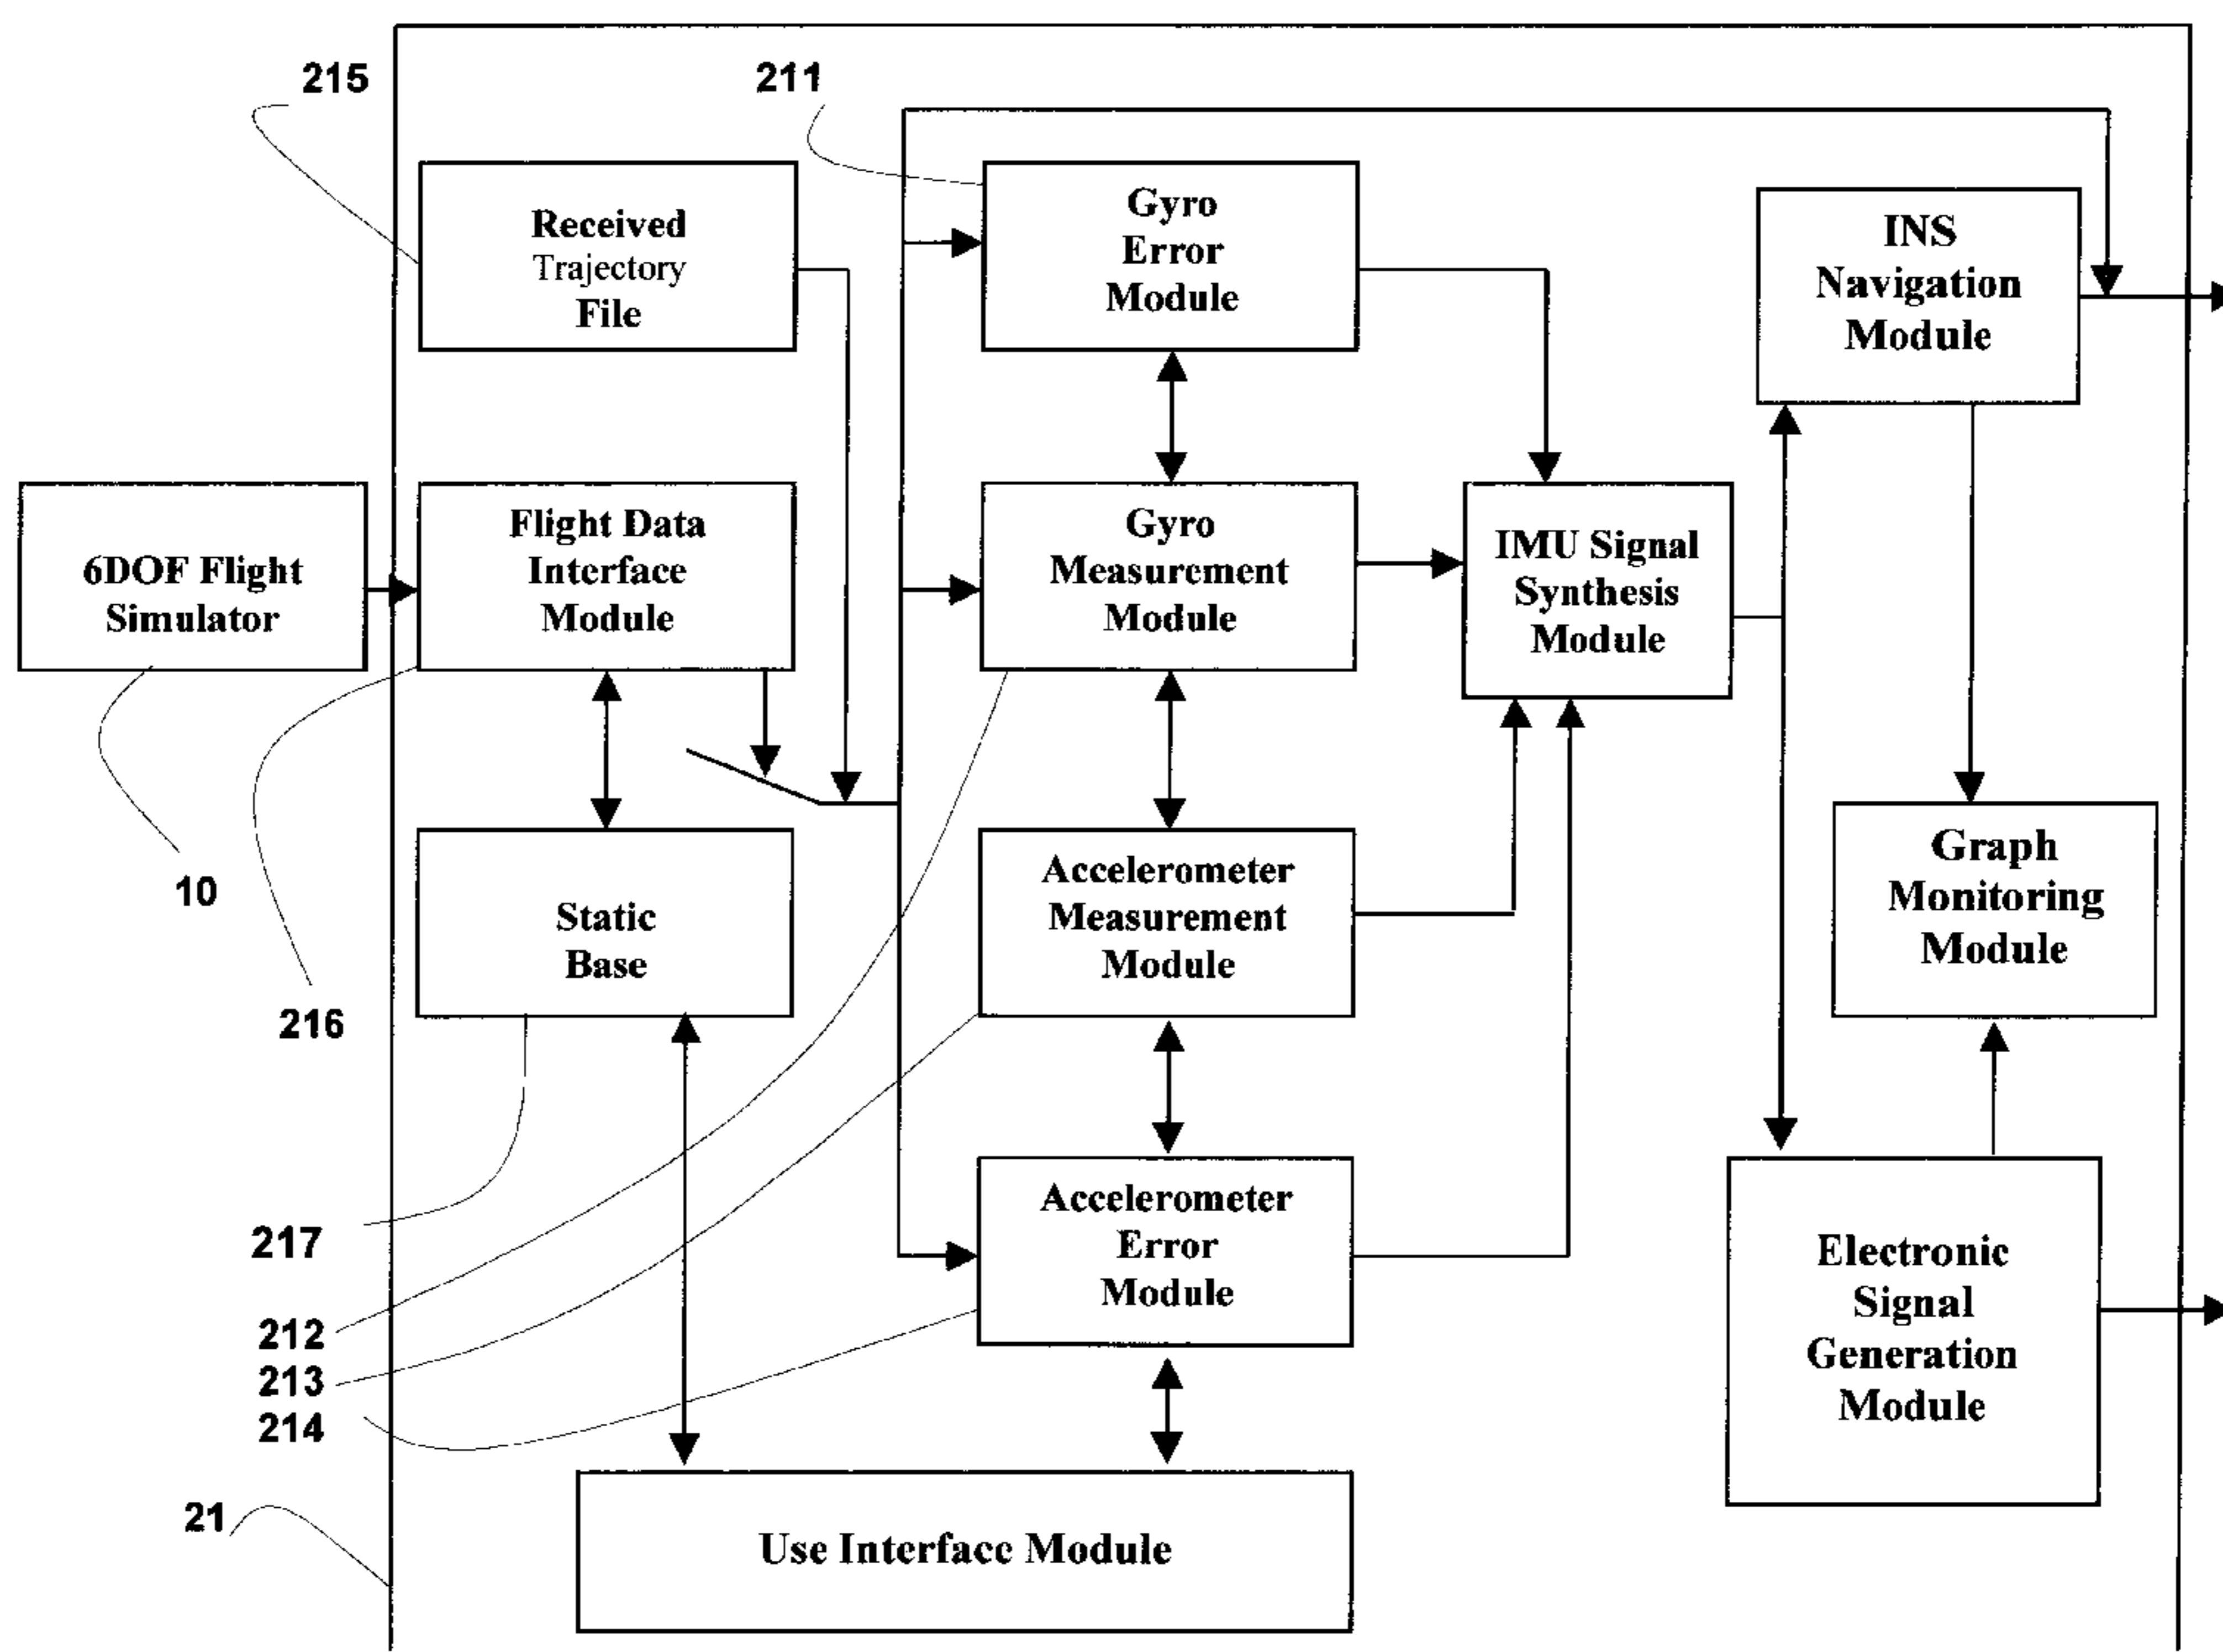 215
211
Received
Trajectory
File
Gyro
Error
Module
INS
Navigation
Module
6DOF Flight
Simulator
Flight Data
Interface
Module
Gyro
Measurement
Module
IMU Signal
Synthesis
Module
10
216
Static
Base
Accelerometer
Measurement
Module
Graph
Monitoring
Module
217
212
213
214
Accelerometer
Error
Module
Electronic
Signal
Generation
Module
21
Use Interface Module